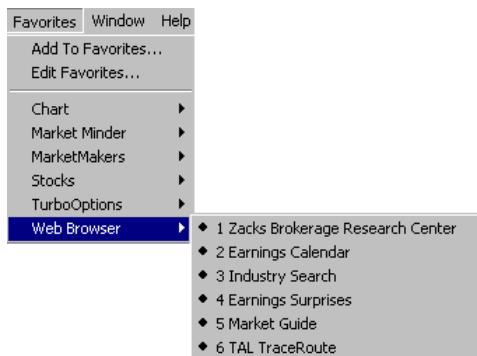 Favorites Window Help
Add To Favorites...
Edit Favorites...
Chart
Market Minder
MarketMakers
Stocks
TurboOptions
Web Browser
1 Zacks Brokerage Research Center
2 Earnings Calendar
3 Industry Search
4 Earnings Surprises
5 Market Guide
6 TAL TraceRoute